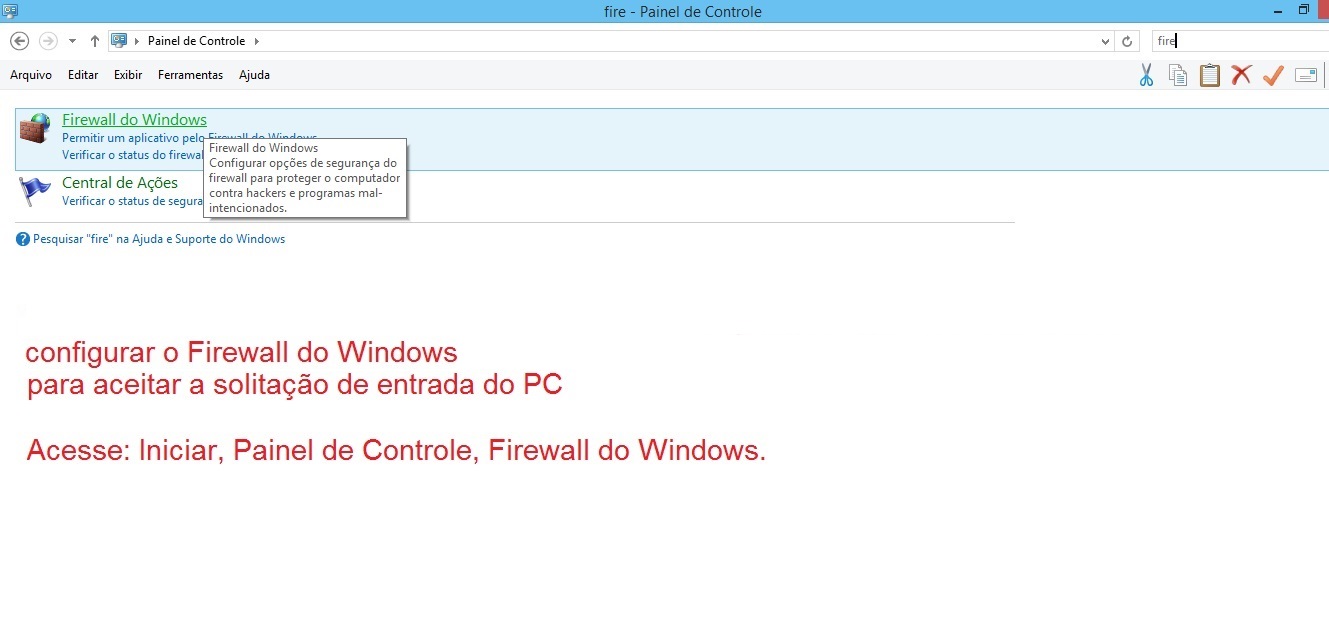 fire - Painel de Controle
Painel de Controle
fire
Arquivo Editar Exibir Ferramentas Ajuda
Firewall do Windows
Permitir um aplicativo pelo Firewall do Windows
Verificar o status do firewal
Firewall do Windows
Configurar opções de segurança do
firewall para proteger o computador
contra hackers e programas mal-
intencionados.
Central de Ações
Verificar o status de segura
Pesquisar "fire" na Ajuda e Suporte do Windows
configurar o Firewall do Windows
para aceitar a solitação de entrada do PC
Acesse: Iniciar, Painel de Controle, Firewall do Windows.